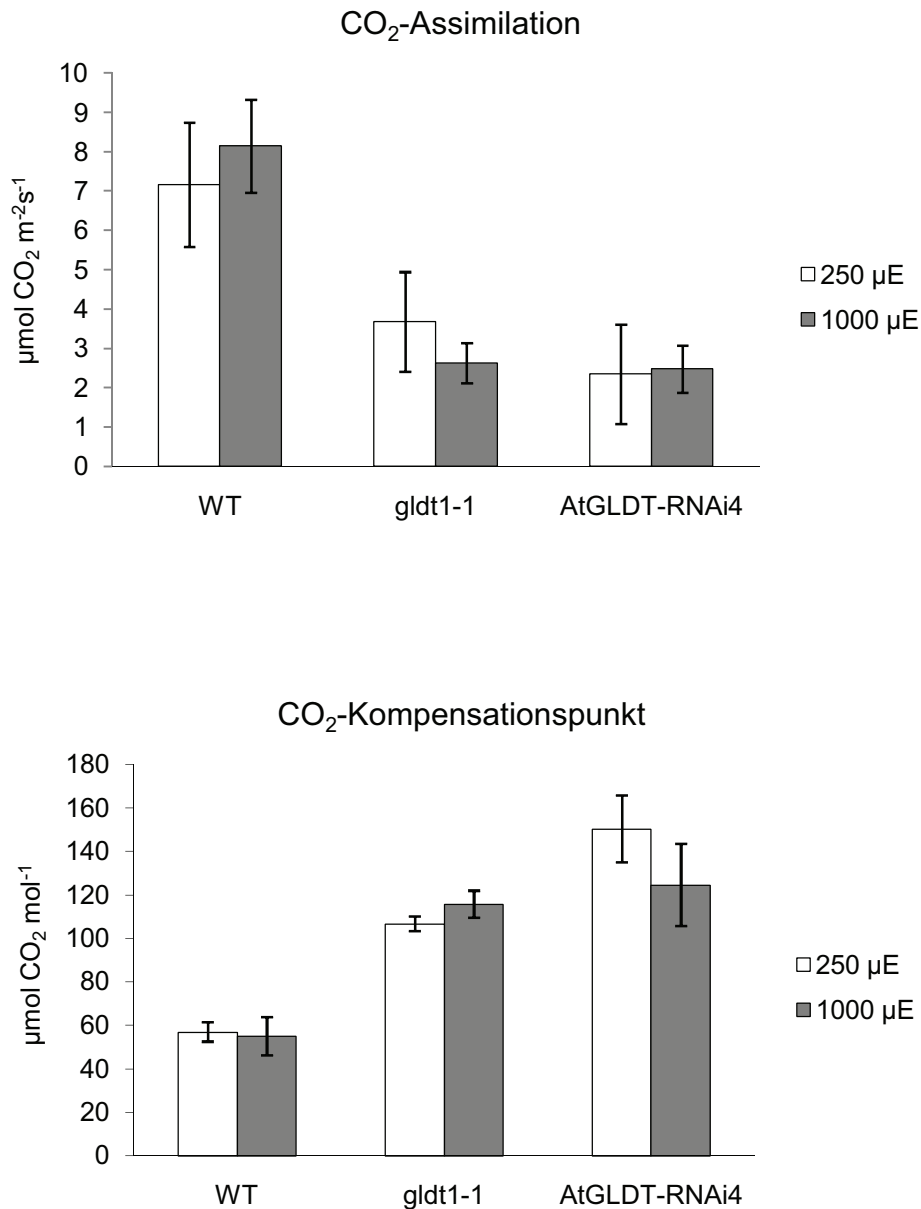 CO₂-Assimilation
10
9
8
7
6
5
4
3
2
1
0
µmol CO₂ m⁻²s⁻¹
WT
gldt1-1
AtGLDT-RNAi4
250 µE
1000 µE
CO₂-Kompensationspunkt
180
160
140
120
100
80
60
40
20
0
µmol CO₂ mol⁻¹
WT
gldt1-1
AtGLDT-RNAi4
250 µE
1000 µE